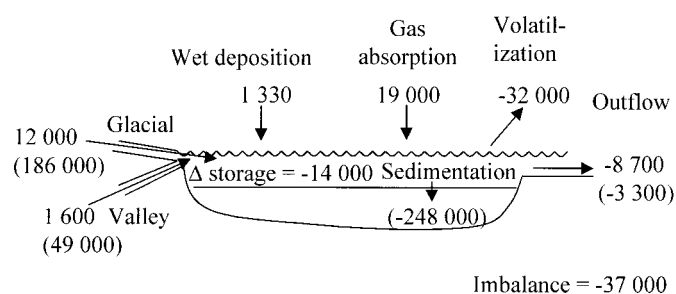 Wet deposition
1 330
Gas
absorption
19 000
Volatil-
ization
-32 000
Outflow
-8 700
(-3 300)
Glacial
12 000
(186 000)
Δ storage = -14 000
Sedimentation
(-248 000)
1 600 Valley
(49 000)
Imbalance = -37 000